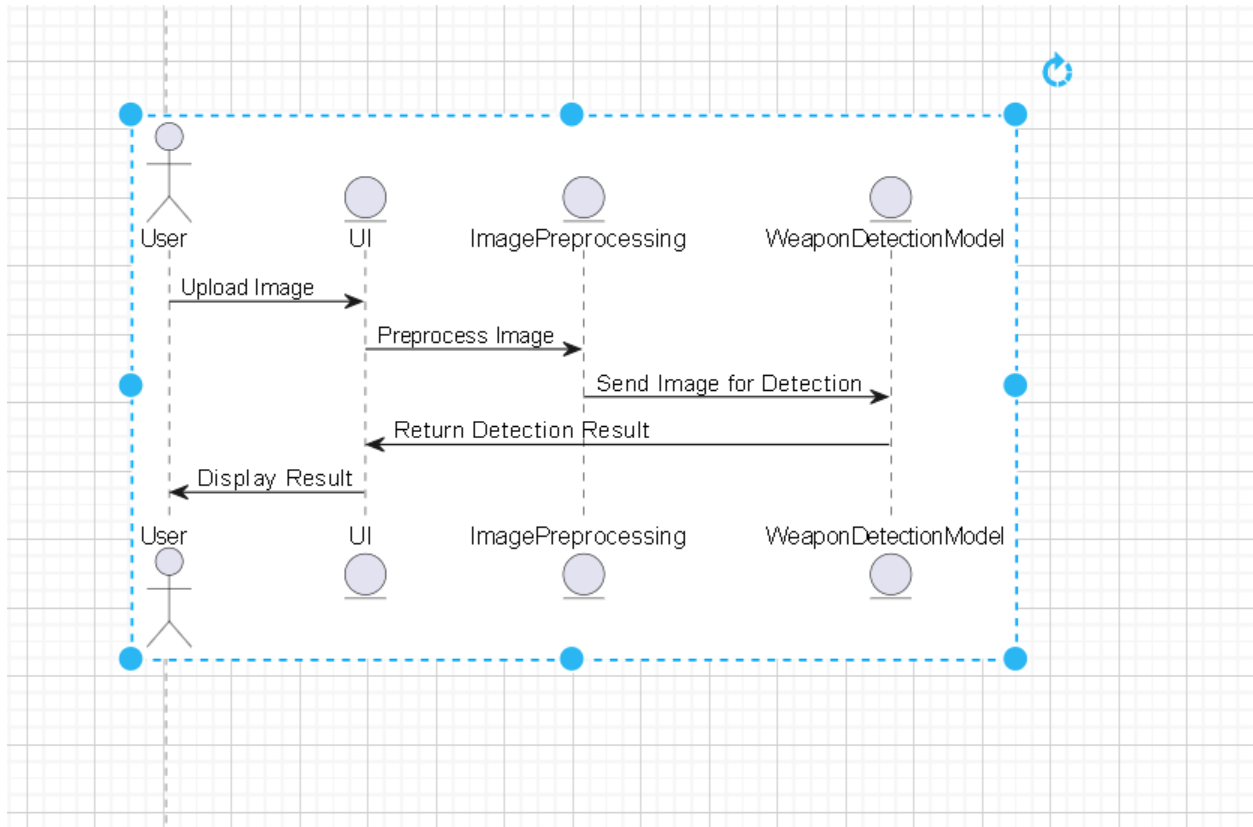 User
UI
ImagePreprocessing
WeaponDetectionModel
Upload Image
Preprocess Image
Send Image for Detection
Return Detection Result
Display Result
User
UI
ImagePreprocessing
WeaponDetectionModel